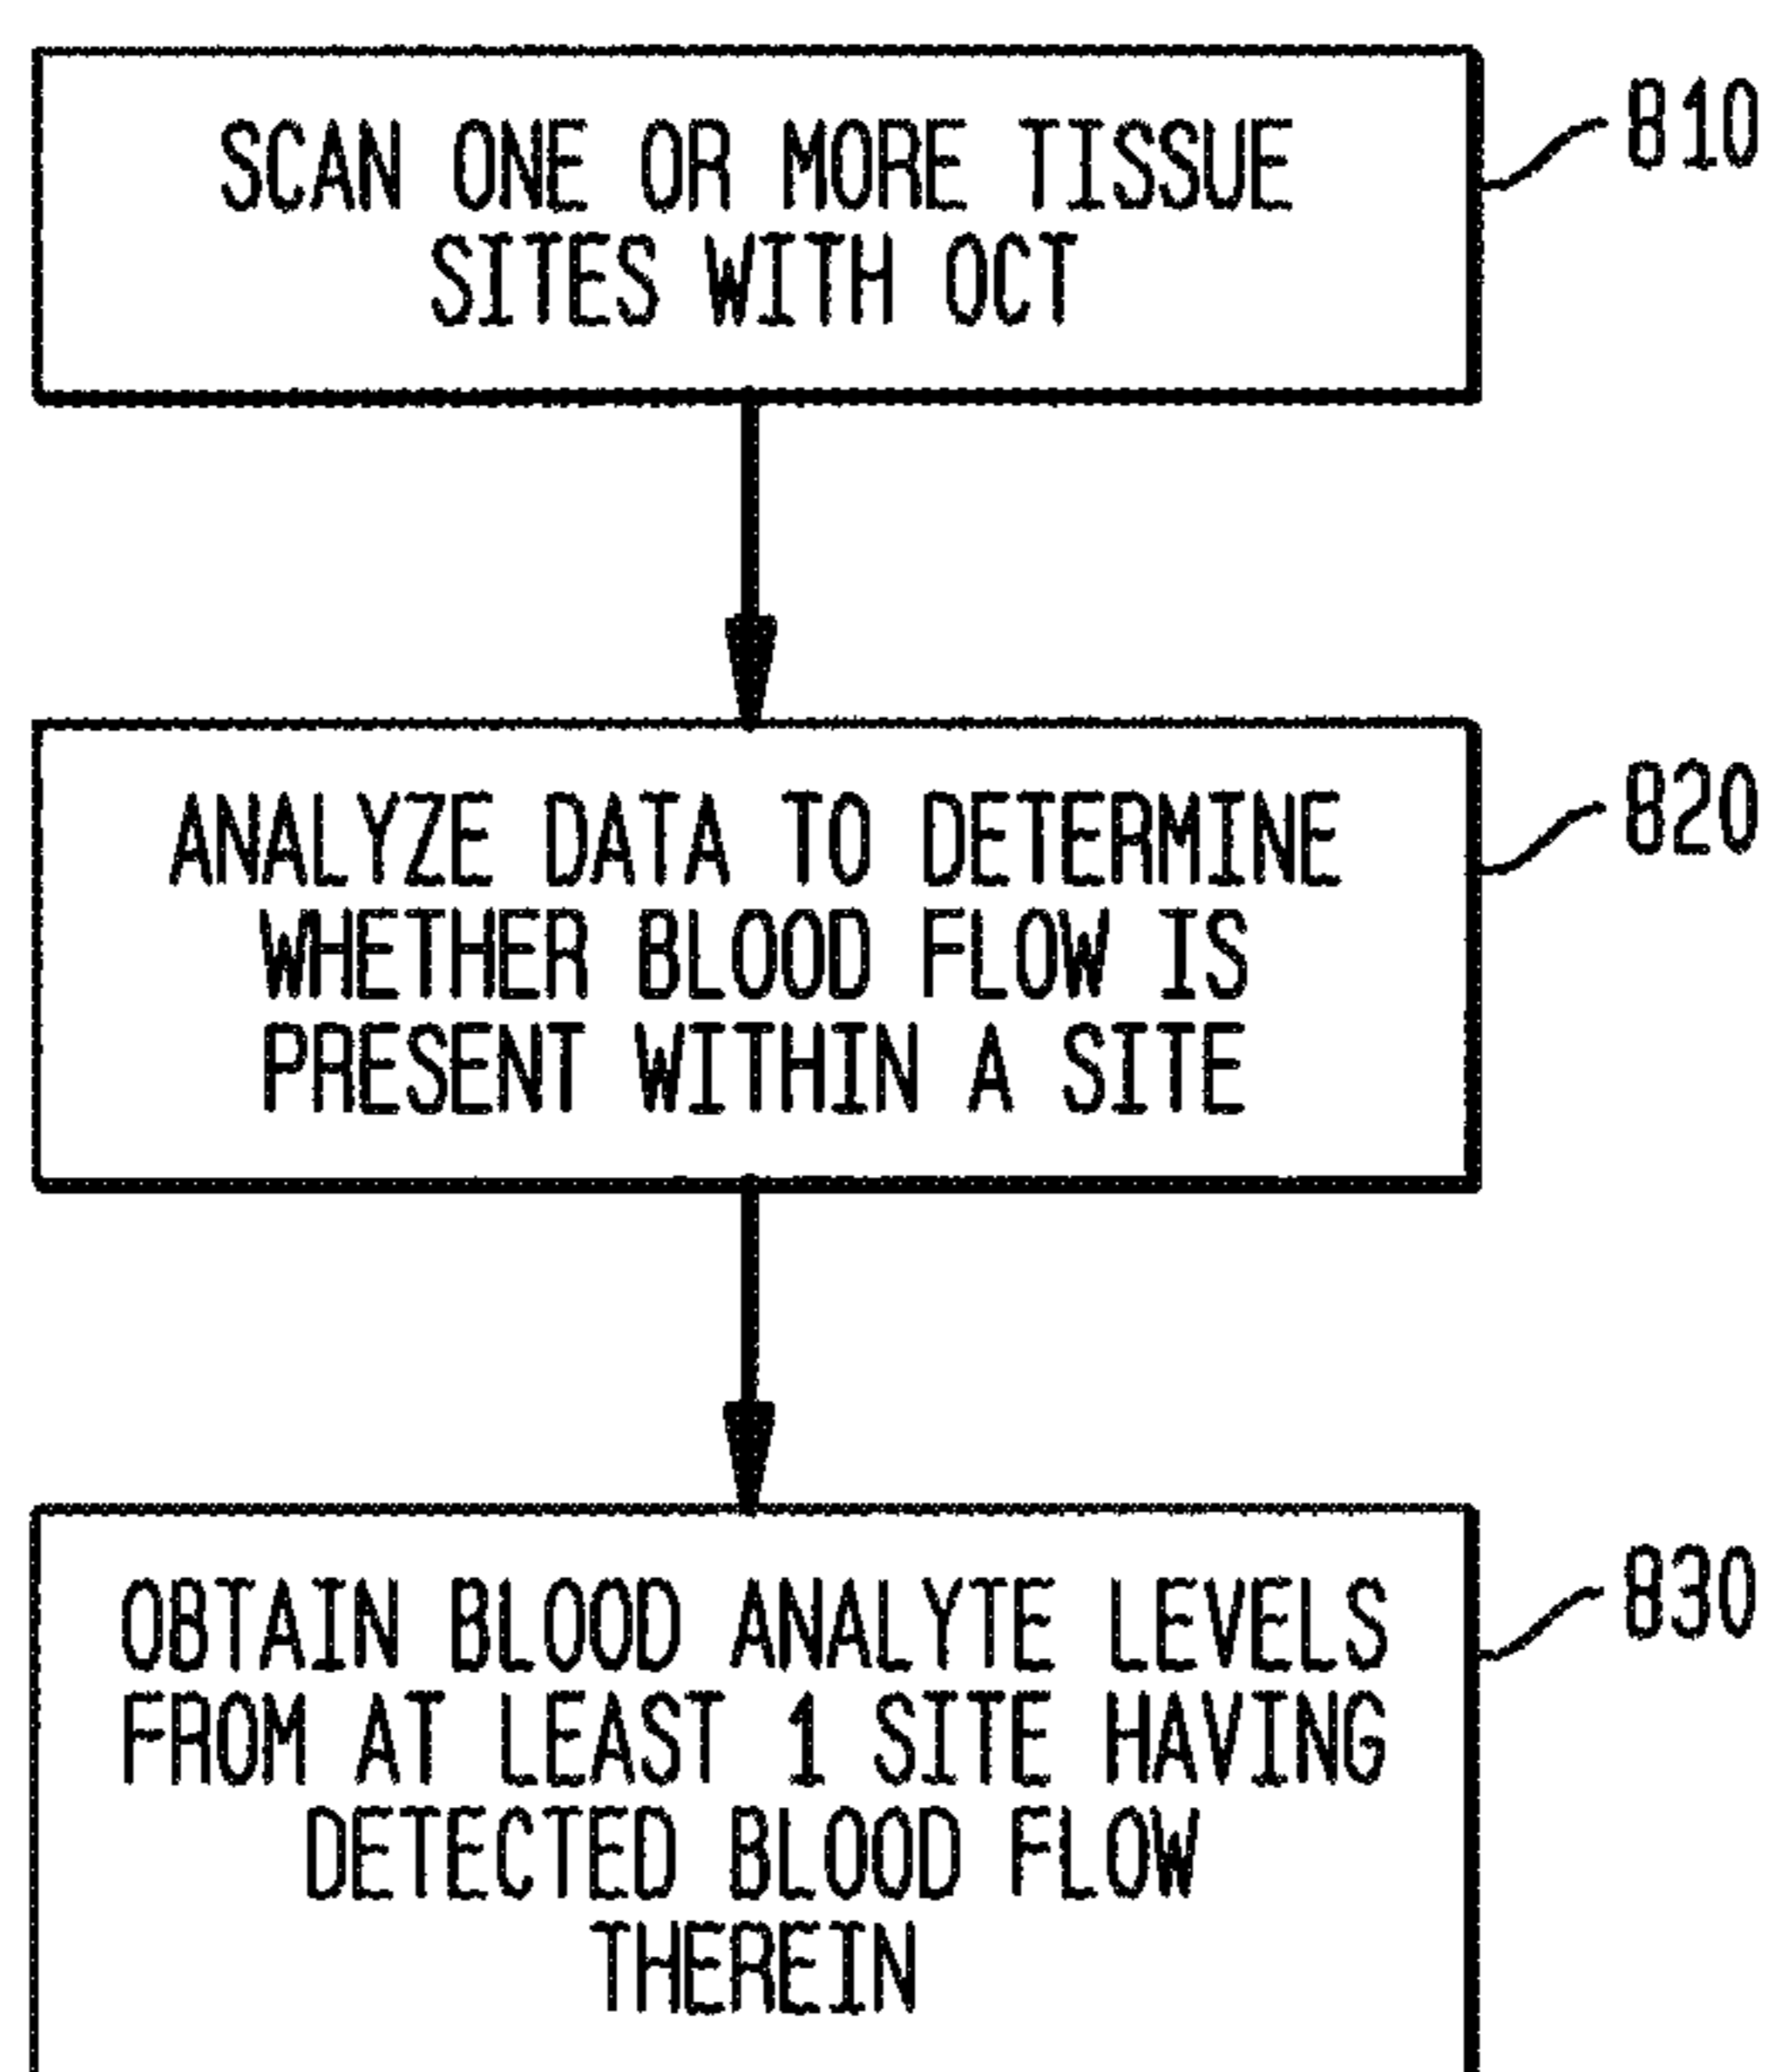 SCAN ONE OR MORE TISSUE
SITES WITH OCT
810
ANALYZE DATA TO DETERMINE
WHETHER BLOOD FLOW IS
PRESENT WITHIN A SITE
820
OBTAIN BLOOD ANALYTE LEVELS
FROM AT LEAST 1 SITE HAVING
DETECTED BLOOD FLOW
THEREIN
830